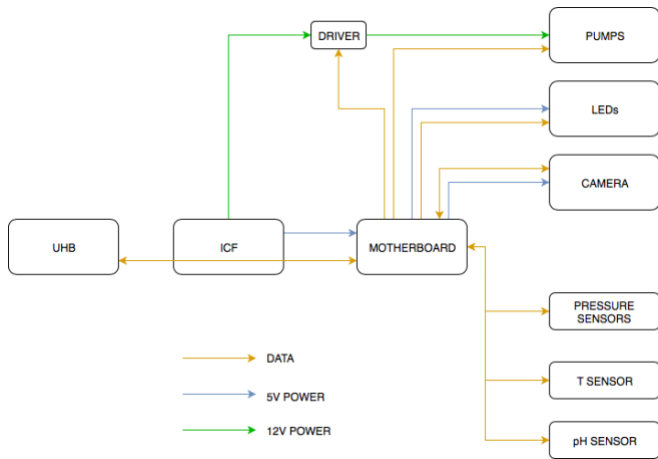 DRIVER
PUMPS
LEDs
CAMERA
UHB
ICF
MOTHERBOARD
PRESSURE
SENSORS
DATA
T SENSOR
5V POWER
12V POWER
pH SENSOR